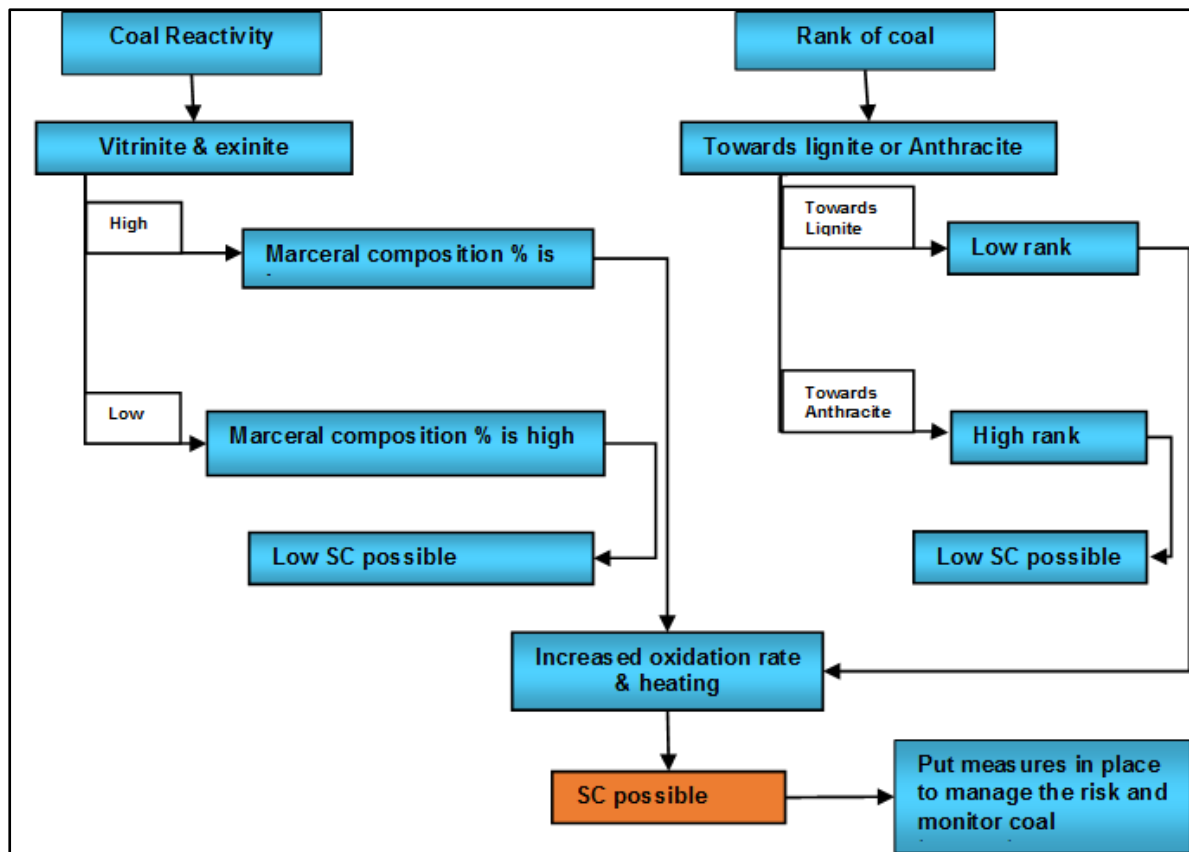 Coal Reactivity
Rank of coal
Vitrinite & exinite
Towards lignite or Anthracite
High
Marceral composition % is
Towards
Lignite
Low rank
Low
Marceral composition % is high
Towards
Anthracite
High rank
Low SC possible
Low SC possible
Increased oxidation rate
& heating
SC possible
Put measures in place
to manage the risk and
monitor coal